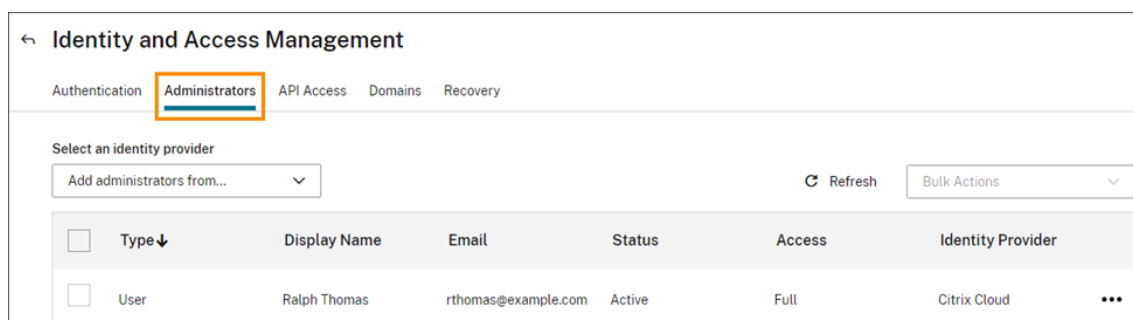 Identity and Access Management
Authentication Administrators API Access Domains Recovery
Select an identity provider
Add administrators from... Refresh Bulk Actions
Type Display Name Email Status Access Identity Provider
User Ralph Thomas rthomas@example.com Active Full Citrix Cloud